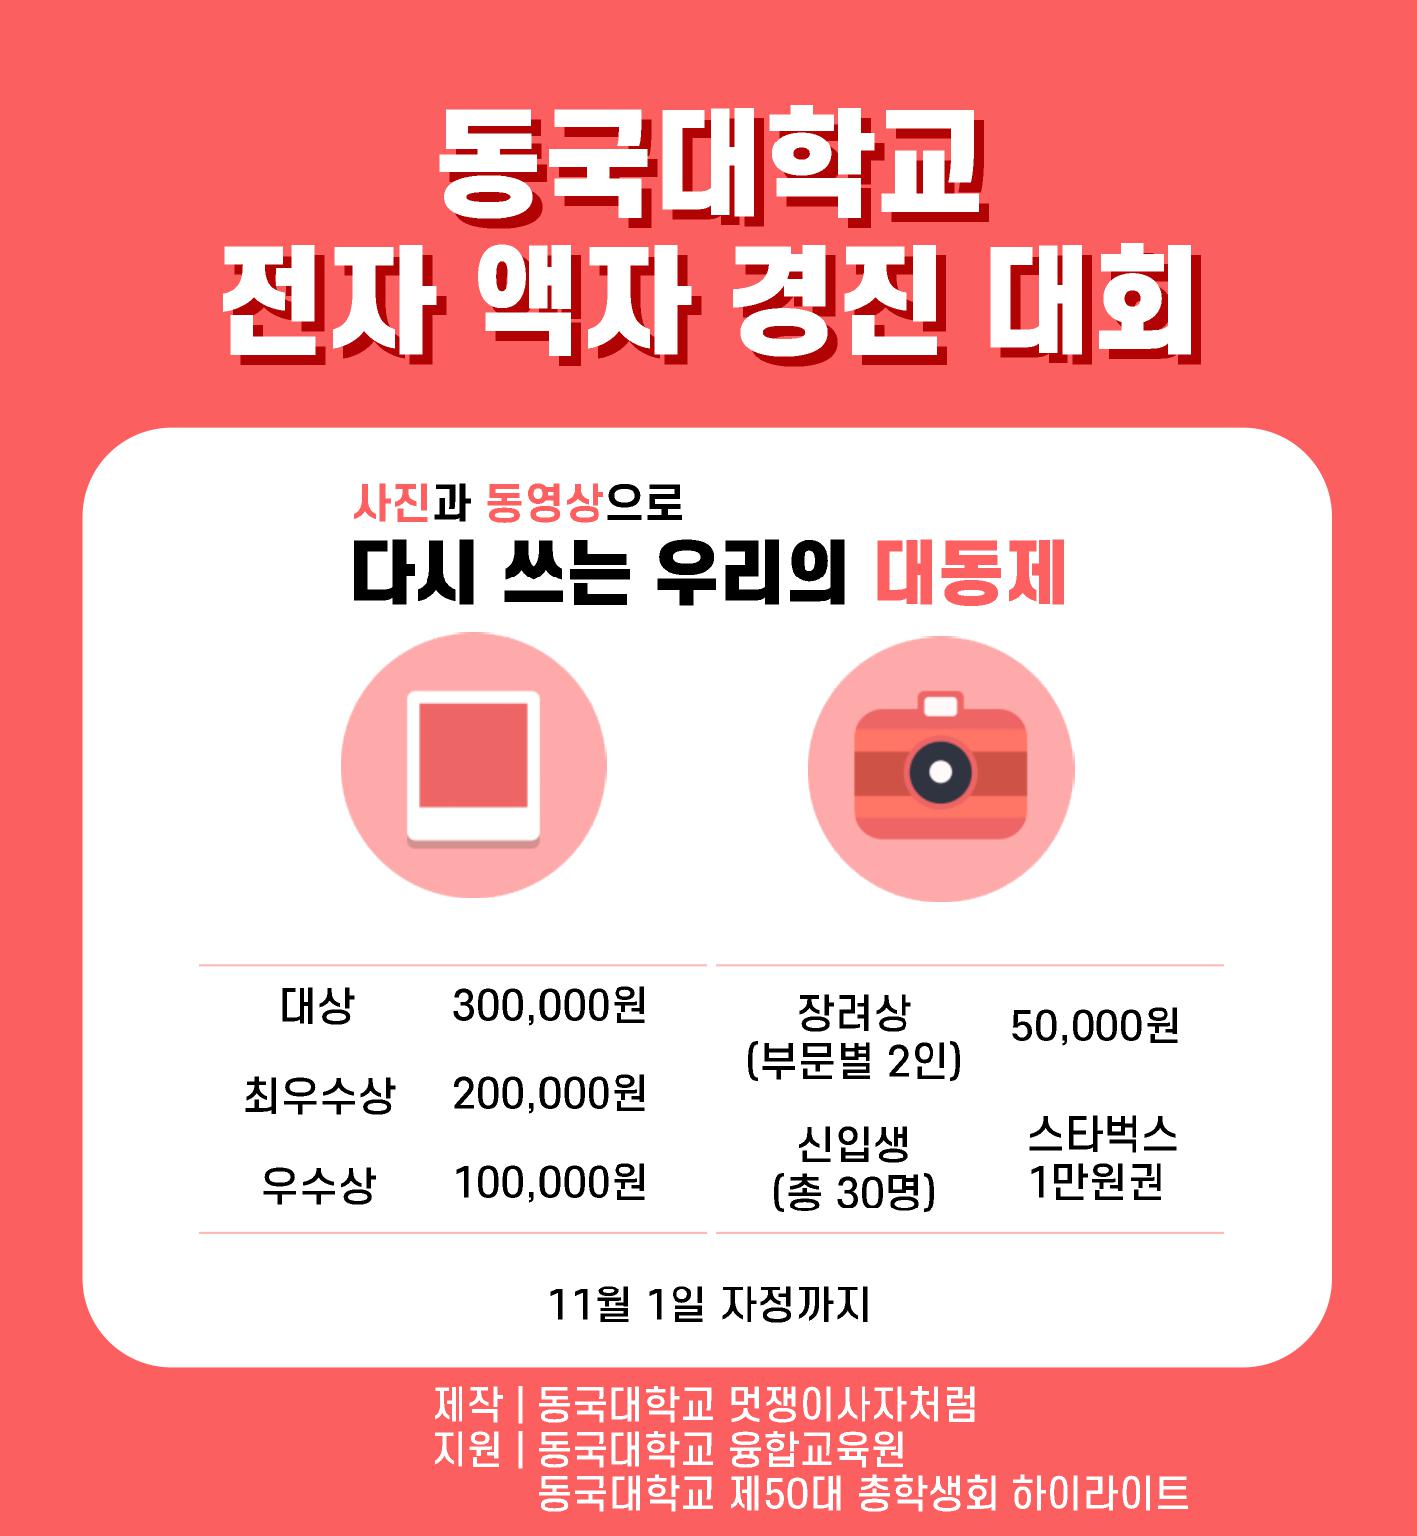 동국대학교
전자 액자 경진 대회
사진과 동영상으로
다시 쓰는 우리의 대동제
대상 300,000원
최우수상 200,000원
우수상 100,000원
장려상
(부문별 2인) 50,000원
신입생
(총 30명)
스타벅스
1만원권
11월 1일 자정까지
제작 | 동국대학교 멋쟁이사자처럼
지원 | 동국대학교 융합교육원
동국대학교 제50대 총학생회 하이라이트